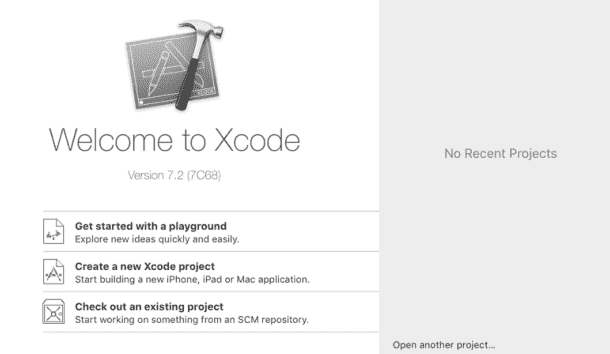 Welcome to Xcode
Version 7.2 (7C68)
Get started with a playground
Explore new ideas quickly and easily.
Create a new Xcode project
Start building a new iPhone, iPad or Mac application.
Check out an existing project
Start working on something from an SCM repository.
No Recent Projects
Open another project...